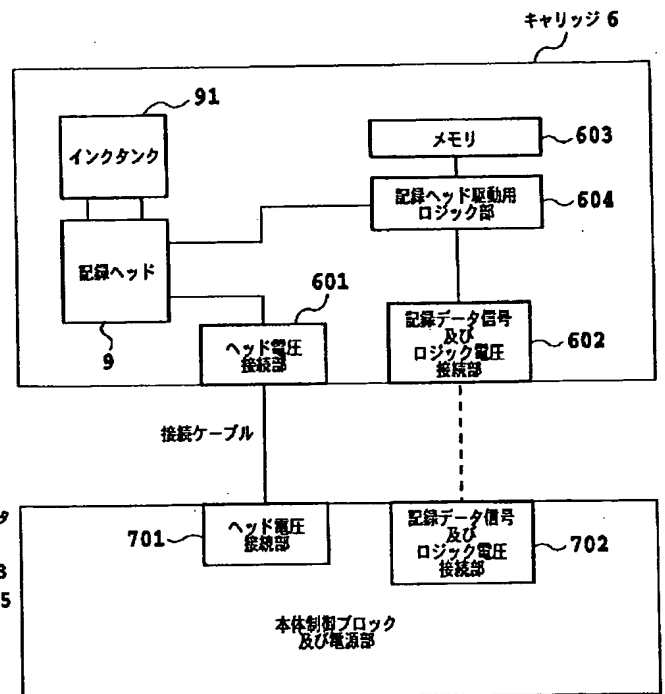 キャリッジ 6
91
インクタンク
メモリ
603
記録ヘッド駆動用
ロジック部
604
記録ヘッド
9
601
ヘッド電圧
接続部
記録データ信号
及び
ロジック電圧
接続部
602
接続ケーブル
タ
3
5
701
ヘッド電圧
接続部
記録データ信号
及び
ロジック電圧
接続部
702
本体制御ブロック
及び電源部